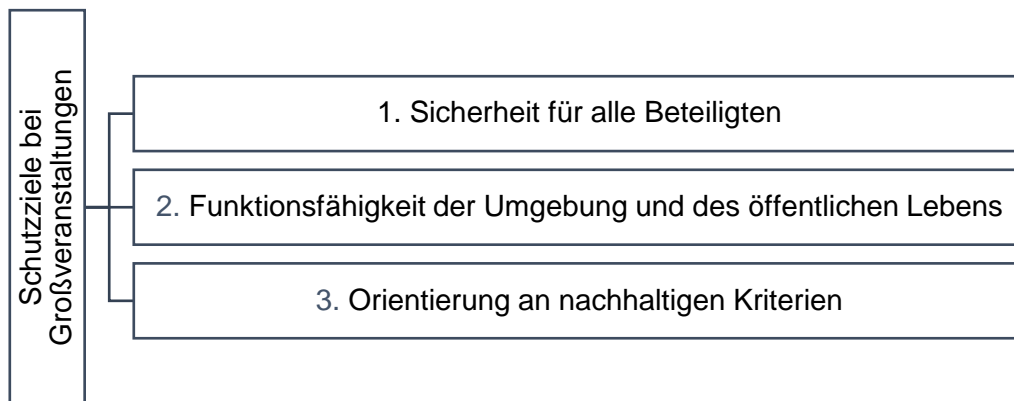 Schutzziele bei
Großveranstaltungen
1. Sicherheit für alle Beteiligten
2. Funktionsfähigkeit der Umgebung und des öffentlichen Lebens
3. Orientierung an nachhaltigen Kriterien